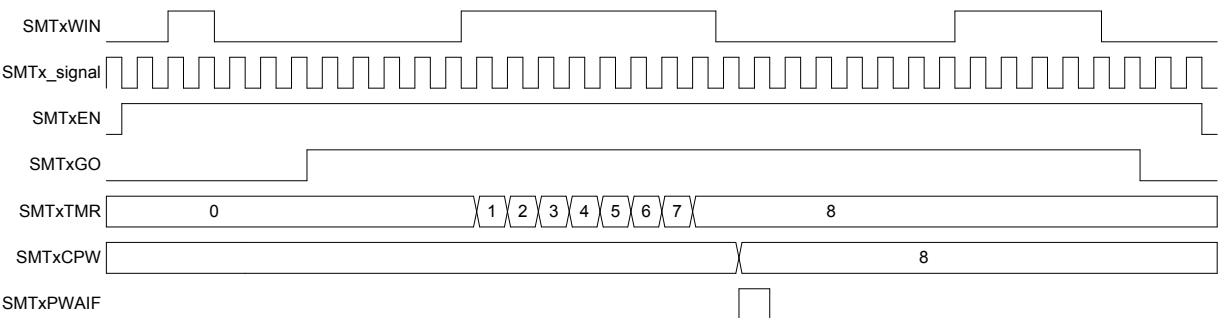 SMTxWIN
SMTx_signal
SMTxEN
SMTxGO
SMTxTMR 0 1 2 3 4 5 6 7 8
SMTxCPW 8
SMTxPWAIF